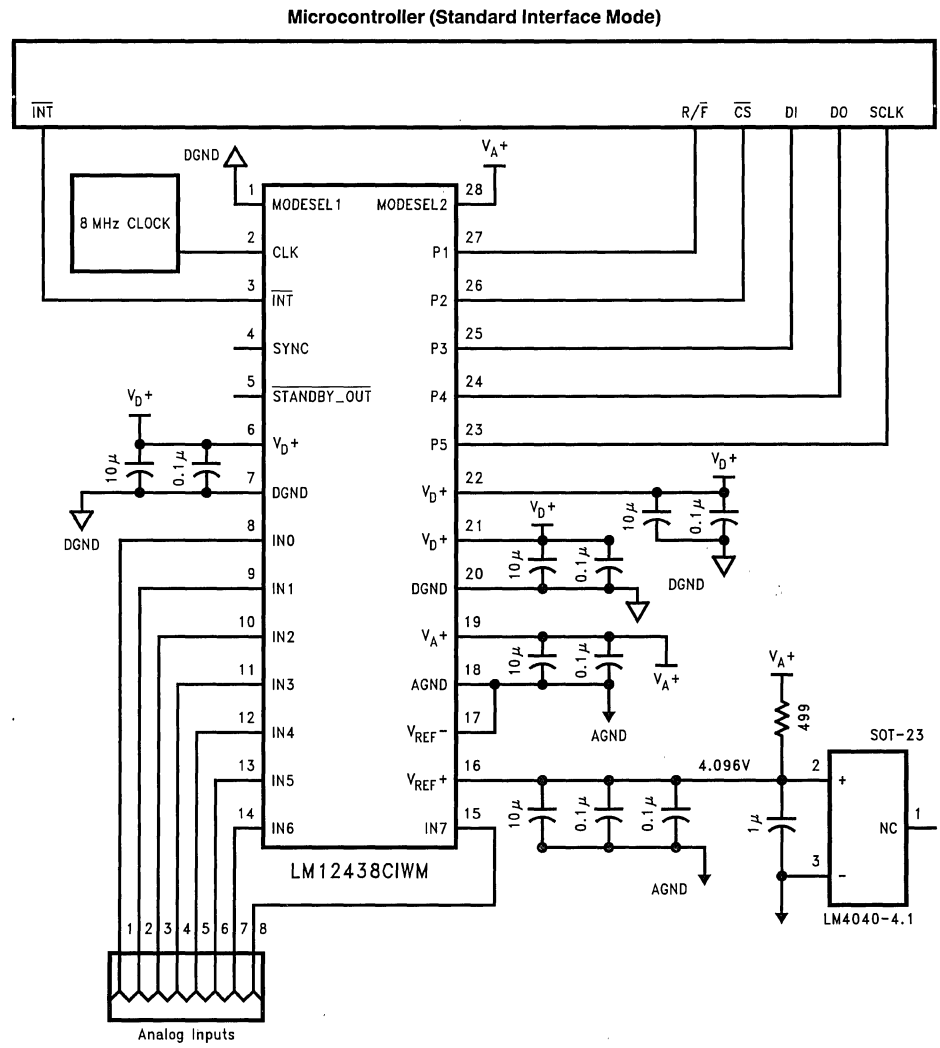 Microcontroller (Standard Interface Mode)
INT R/F CS DI DO SCLK
DGND
VA+
8 MHz CLOCK
1 MODESEL1 MODESEL2 28
2 CLK P1 27
3 INT P2 26
4 SYNC P3 25
5 STANDBY_OUT P4 24
6 VD+ P5 23
7 DGND VD+ 22
8 IN0 VD+ 21
9 IN1 DGND 20
10 IN2 VA+ 19
11 IN3 AGND 18
12 IN4 VREF- 17
13 IN5 VREF+ 16
14 IN6 IN7 15
LM12438CIWM
VD+
10μ 0.1μ
DGND
VD+
10μ 0.1μ
DGND
VD+
10μ 0.1μ
10μ 0.1μ
VA+
AGND
VA+
499
SOT-23
4.096V
2 +
NC 1
3 -
LM4040-4.1
10μ 0.1μ 0.1μ 1μ
AGND
1 2 3 4 5 6 7 8
Analog Inputs